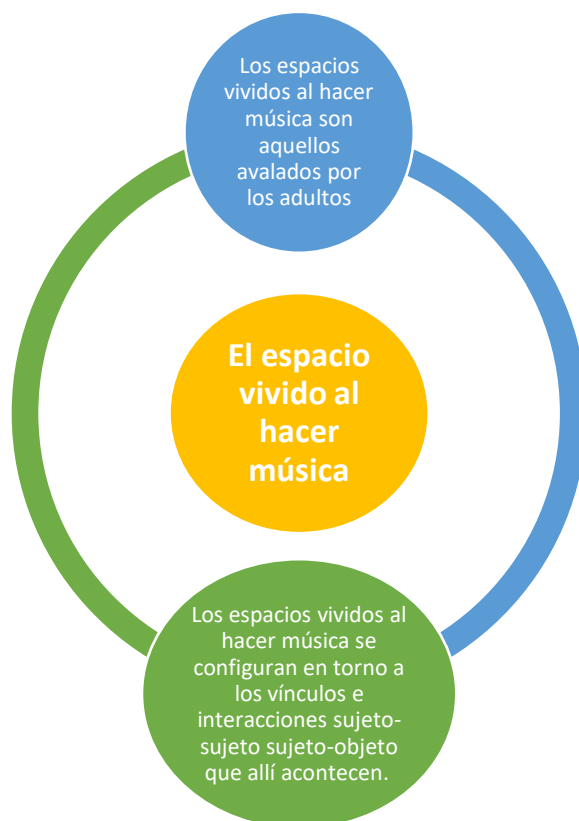 Los espacios
vividos al hacer
música son
aquellos
avalados por
los adultos
El espacio
vivido al
hacer
música
Los espacios vividos al
hacer música se
configuran en torno a
los vínculos e
interacciones sujeto-
sujeto sujeto-objeto
que allí acontecen.